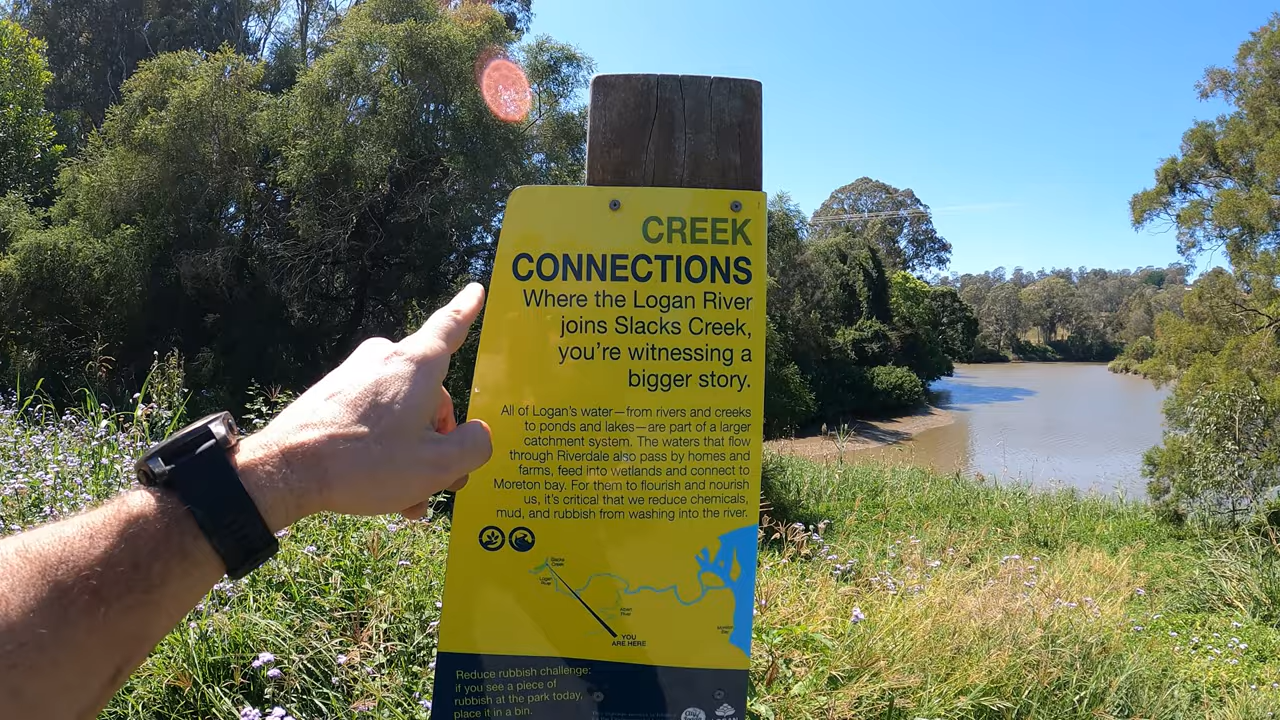 CREEK
CONNECTIONS
Where the Logan River
joins Slacks Creek,
you're witnessing a
bigger story.
All of Logan's water—from rivers and creeks
to ponds and lakes—are part of a larger
catchment system. The waters that flow
through Riverdale also pass by homes and
farms, feed into wetlands and connect to
Moreton bay. For them to flourish and nourish
us, it's critical that we reduce chemicals,
mud, and rubbish from washing into the river.
Slacks
Creek
Logan
River
Albert
River
Moreton
Bay
YOU
ARE HERE
Reduce rubbish challenge:
if you see a piece of
rubbish at the park today,
place it in a bin.